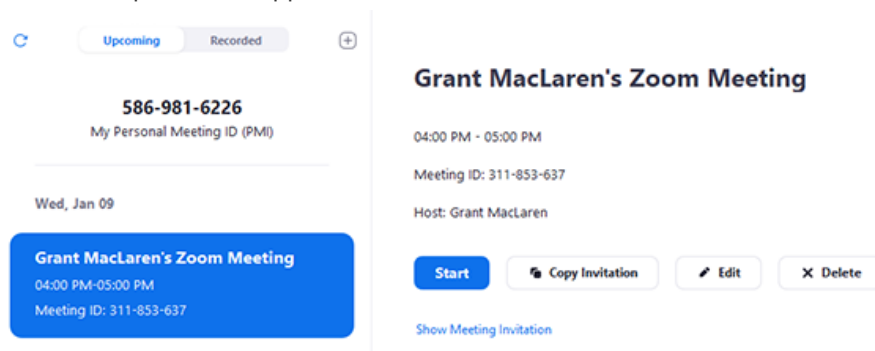 Upcoming
Recorded
586-981-6226
My Personal Meeting ID (PMI)
Wed, Jan 09
Grant MacLaren's Zoom Meeting
04:00 PM-05:00 PM
Meeting ID: 311-853-637
Grant MacLaren's Zoom Meeting
04:00 PM - 05:00 PM
Meeting ID: 311-853-637
Host: Grant MacLaren
Start
Copy Invitation
Edit
Delete
Show Meeting Invitation